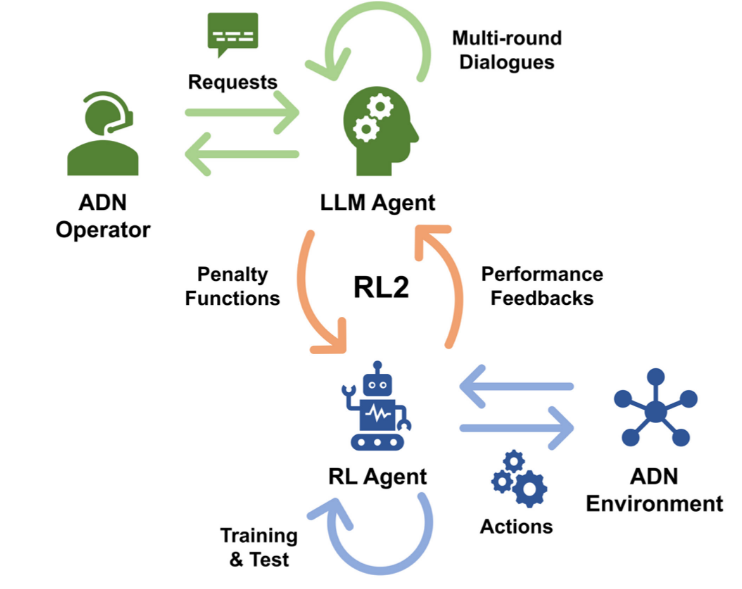 Multi-round
Dialogues
Requests
ADN
Operator
LLM Agent
Penalty
Functions
RL2
Performance
Feedbacks
RL Agent
ADN
Environment
Actions
Training
& Test